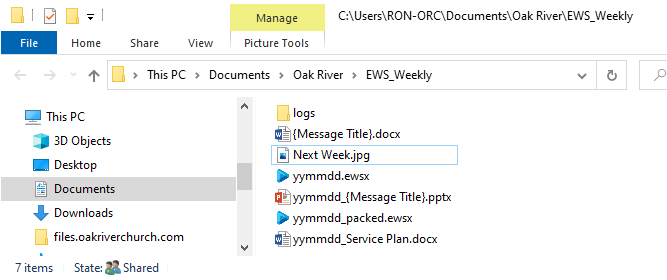 Manage
C:\Users\RON-ORC\Documents\Oak River\EWS_Weekly
File
Home
Share
View
Picture Tools
This PC > Documents > Oak River > EWS_Weekly
This PC
3D Objects
Desktop
Documents
Downloads
files.oakriverchurch.com
logs
{Message Title}.docx
Next Week.jpg
yymmdd.ewsx
yymmdd_{Message Title}.pptx
yymmdd_packed.ewsx
yymmdd_Service Plan.docx
7 items
State: Shared